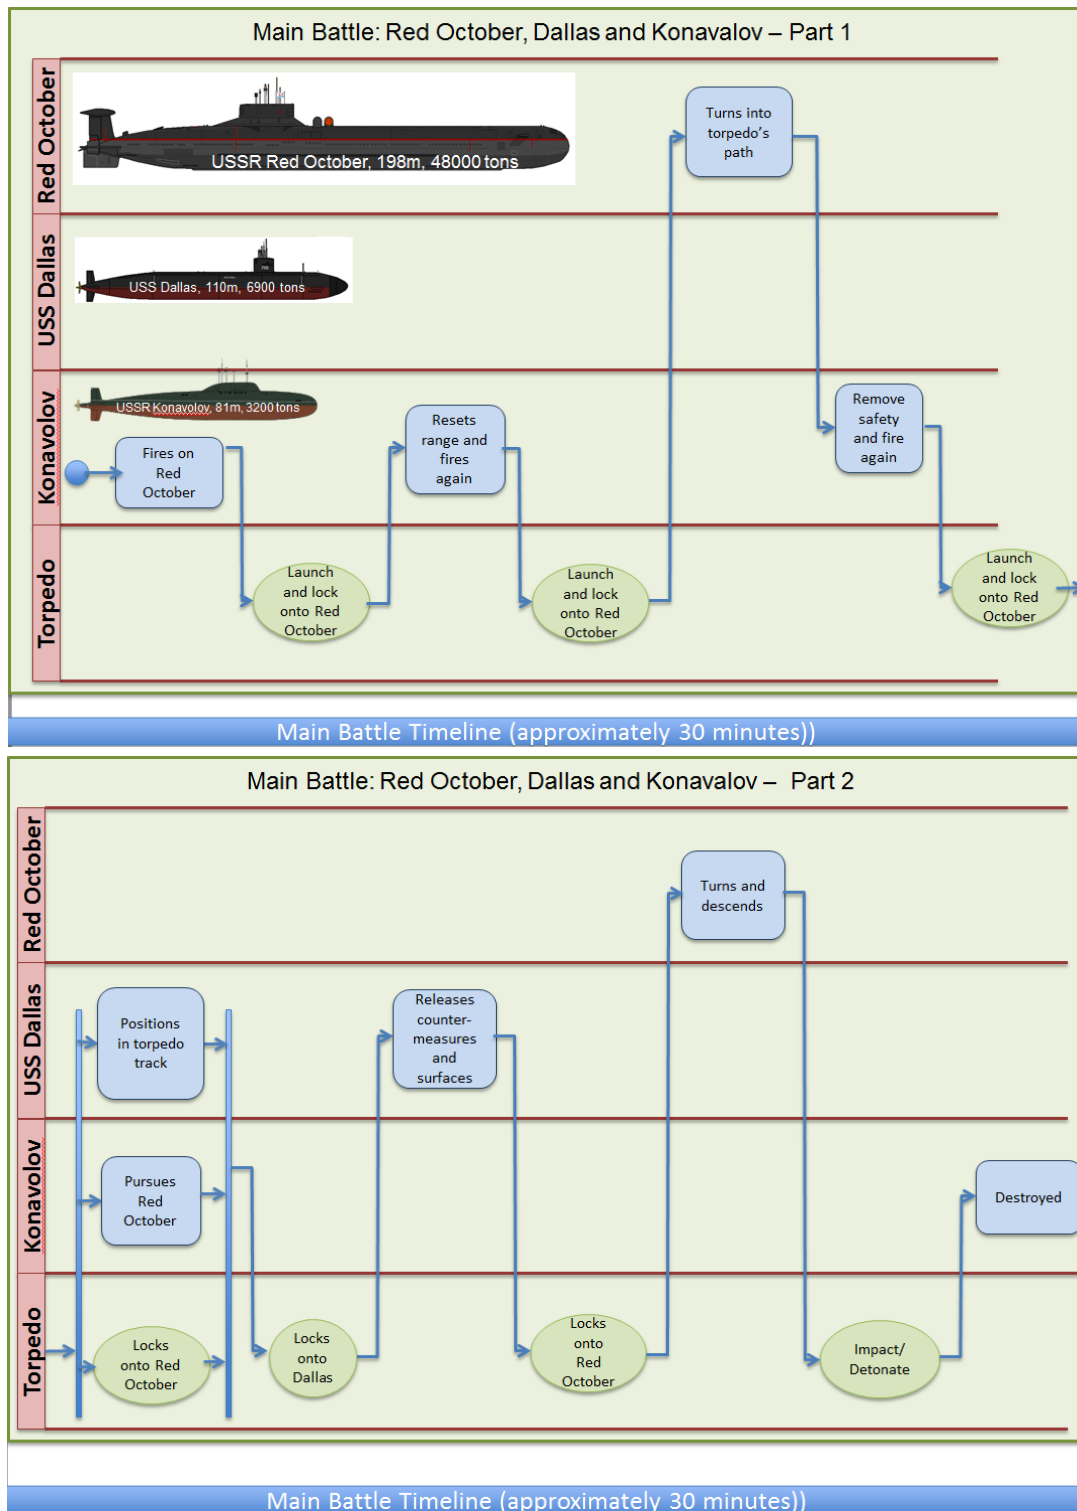 Main Battle: Red October, Dallas and Konavalov – Part 1
Red October
USSR Red October, 198m, 48000 tons
Turns into
torpedo's
path
USS Dallas
USS Dallas, 110m, 6900 tons
Konavolov
USSR Konavolov, 81m, 3200 tons
Fires on
Red
October
Resets
range and
fires
again
Remove
safety
and fire
again
Torpedo
Launch
and lock
onto Red
October
Launch
and lock
onto Red
October
Launch
and lock
onto Red
October
Main Battle Timeline (approximately 30 minutes))
Main Battle: Red October, Dallas and Konavalov – Part 2
Red October
Turns and
descends
USS Dallas
Positions
in torpedo
track
Releases
counter-
measures
and
surfaces
Konavolov
Pursues
Red
October
Destroyed
Torpedo
Locks
onto Red
October
Locks
onto
Dallas
Locks
onto
Red
October
Impact/
Detonate
Main Battle Timeline (approximately 30 minutes))